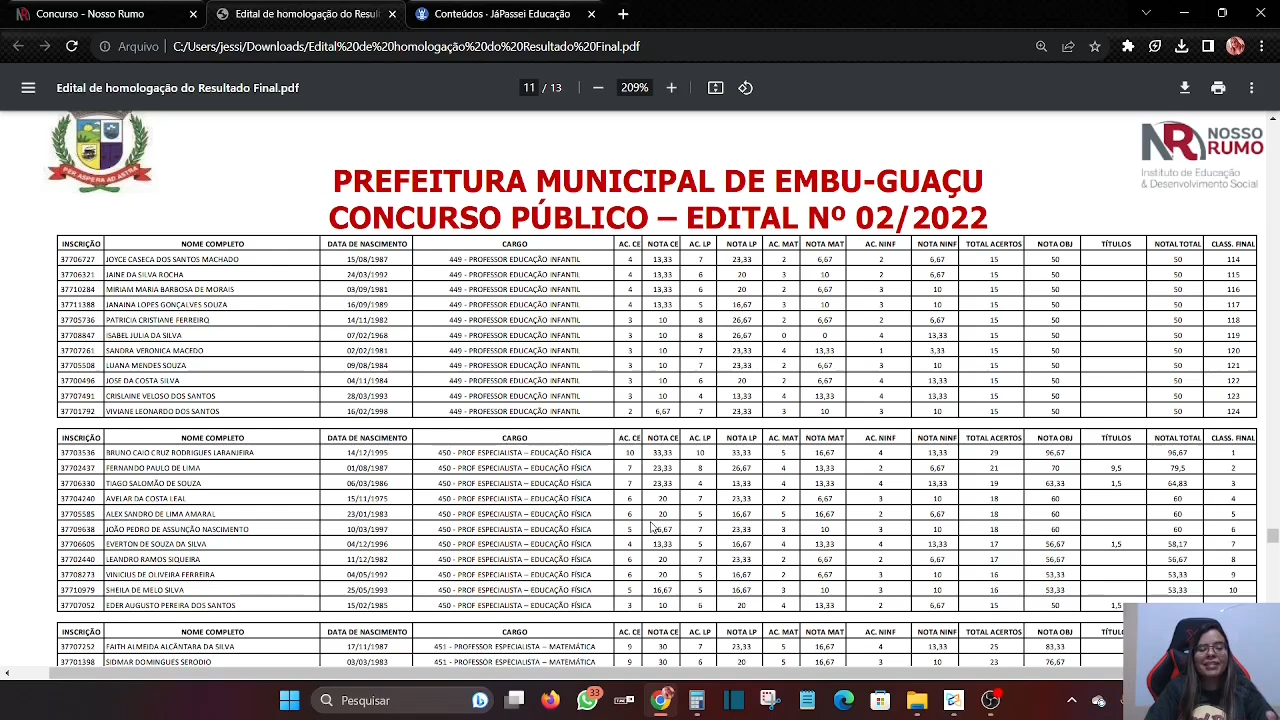 Concurso - Nosso Rumo
Edital de homologação do Resul
Conteúdos · JáPassei Educação
Arquivo
C:/Users/jessi/Downloads/Edital%20de%20homologação%20do%20Resultado%20Final.pdf
Edital de homologação do Resultado Final.pdf
11 / 13
209%
PER ASPERA AD ASTRA
NR NOSSO RUMO
Instituto de Educação
& Desenvolvimento Social
PREFEITURA MUNICIPAL DE EMBU-GUAÇU
CONCURSO PÚBLICO – EDITAL Nº 02/2022
INSCRIÇÃO NOME COMPLETO DATA DE NASCIMENTO CARGO AC. CE NOTA CE AC. LP NOTA LP AC. MAT NOTA MAT AC. NINF NOTA NINF TOTAL ACERTOS NOTA OBJ TÍTULOS NOTAL TOTAL CLASS. FINAL
37706727 JOYCE CASECA DOS SANTOS MACHADO 15/08/1987 449 - PROFESSOR EDUCAÇÃO INFANTIL 4 13,33 7 23,33 2 6,67 2 6,67 15 50 50 114
37706321 JAINE DA SILVA ROCHA 24/03/1992 449 - PROFESSOR EDUCAÇÃO INFANTIL 4 13,33 6 20 3 10 2 6,67 15 50 50 115
37710284 MIRIAM MARIA BARBOSA DE MORAIS 03/09/1981 449 - PROFESSOR EDUCAÇÃO INFANTIL 4 13,33 6 20 2 6,67 3 10 15 50 50 116
37711388 JANAINA LOPES GONÇALVES SOUZA 16/09/1989 449 - PROFESSOR EDUCAÇÃO INFANTIL 4 13,33 5 16,67 3 10 3 10 15 50 50 117
37705736 PATRICIA CRISTIANE FERREIRQ 14/11/1982 449 - PROFESSOR EDUCAÇÃO INFANTIL 3 10 8 26,67 2 6,67 2 6,67 15 50 50 118
37708847 ISABEL JULIA DA SILVA 07/02/1968 449 - PROFESSOR EDUCAÇÃO INFANTIL 3 10 8 26,67 0 0 4 13,33 15 50 50 119
37707261 SANDRA VERONICA MACEDO 02/02/1981 449 - PROFESSOR EDUCAÇÃO INFANTIL 3 10 7 23,33 4 13,33 1 3,33 15 50 50 120
37705508 LUANA MENDES SOUZA 09/08/1984 449 - PROFESSOR EDUCAÇÃO INFANTIL 3 10 7 23,33 2 6,67 3 10 15 50 50 121
37700496 JOSE DA COSTA SILVA 04/11/1984 449 - PROFESSOR EDUCAÇÃO INFANTIL 3 10 6 20 2 6,67 4 13,33 15 50 50 122
37707491 CRISLAINE VELOSO DOS SANTOS 28/03/1993 449 - PROFESSOR EDUCAÇÃO INFANTIL 3 10 4 13,33 4 13,33 4 13,33 15 50 50 123
37701792 VIVIANE LEONARDO DOS SANTOS 16/02/1998 449 - PROFESSOR EDUCAÇÃO INFANTIL 2 6,67 7 23,33 3 10 3 10 15 50 50 124
INSCRIÇÃO NOME COMPLETO DATA DE NASCIMENTO CARGO AC. CE NOTA CE AC. LP NOTA LP AC. MAT NOTA MAT AC. NINF NOTA NINF TOTAL ACERTOS NOTA OBJ TÍTULOS NOTAL TOTAL CLASS. FINAL
37703536 BRUNO CAIO CRUZ RODRIGUES LARANJEIRA 14/12/1995 450 - PROF ESPECIALISTA – EDUCAÇÃO FÍSICA 10 33,33 10 33,33 5 16,67 4 13,33 29 96,67 96,67 1
37702437 FERNANDO PAULO DE LIMA 01/08/1987 450 - PROF ESPECIALISTA – EDUCAÇÃO FÍSICA 7 23,33 8 26,67 4 13,33 2 6,67 21 70 9,5 79,5 2
37706330 TIAGO SALOMÃO DE SOUZA 06/03/1986 450 - PROF ESPECIALISTA – EDUCAÇÃO FÍSICA 7 23,33 4 13,33 4 13,33 4 13,33 19 63,33 1,5 64,83 3
37704240 AVELAR DA COSTA LEAL 15/11/1975 450 - PROF ESPECIALISTA – EDUCAÇÃO FÍSICA 6 20 7 23,33 2 6,67 3 10 18 60 60 4
37705585 ALEX SANDRO DE LIMA AMARAL 23/01/1983 450 - PROF ESPECIALISTA – EDUCAÇÃO FÍSICA 6 20 5 16,67 5 16,67 2 6,67 18 60 60 5
37709638 JOÃO PEDRO DE ASSUNÇÃO NASCIMENTO 10/03/1997 450 - PROF ESPECIALISTA – EDUCAÇÃO FÍSICA 5 16,67 7 23,33 3 10 3 10 18 60 60 6
37706605 EVERTON DE SOUZA DA SILVA 04/12/1996 450 - PROF ESPECIALISTA – EDUCAÇÃO FÍSICA 4 13,33 5 16,67 4 13,33 4 13,33 17 56,67 1,5 58,17 7
37702440 LEANDRO RAMOS SIQUEIRA 11/12/1982 450 - PROF ESPECIALISTA – EDUCAÇÃO FÍSICA 6 20 7 23,33 2 6,67 2 6,67 17 56,67 56,67 8
37708273 VINICIUS DE OLIVEIRA FERREIRA 04/05/1992 450 - PROF ESPECIALISTA – EDUCAÇÃO FÍSICA 6 20 5 16,67 2 6,67 3 10 16 53,33 53,33 9
37710979 SHEILA DE MELO SILVA 25/05/1993 450 - PROF ESPECIALISTA – EDUCAÇÃO FÍSICA 5 16,67 5 16,67 3 10 3 10 16 53,33 53,33 10
37707052 EDER AUGUSTO PEREIRA DOS SANTOS 15/02/1985 450 - PROF ESPECIALISTA – EDUCAÇÃO FÍSICA 3 10 6 20 4 13,33 2 6,67 15 50 1,5
INSCRIÇÃO NOME COMPLETO DATA DE NASCIMENTO CARGO AC. CE NOTA CE AC. LP NOTA LP AC. MAT NOTA MAT AC. NINF NOTA NINF TOTAL ACERTOS NOTA OBJ
37707252 FAITH ALMEIDA ALCÂNTARA DA SILVA 17/11/1987 451 - PROFESSOR ESPECIALISTA – MATEMÁTICA 9 30 7 23,33 5 16,67 4 13,33 25 83,33
37701398 SIDMAR DOMINGUES SERODIO 03/03/1983 451 - PROFESSOR ESPECIALISTA – MATEMÁTICA 9 30 6 20 5 16,67 3 10 23 76,67
Pesquisar
33